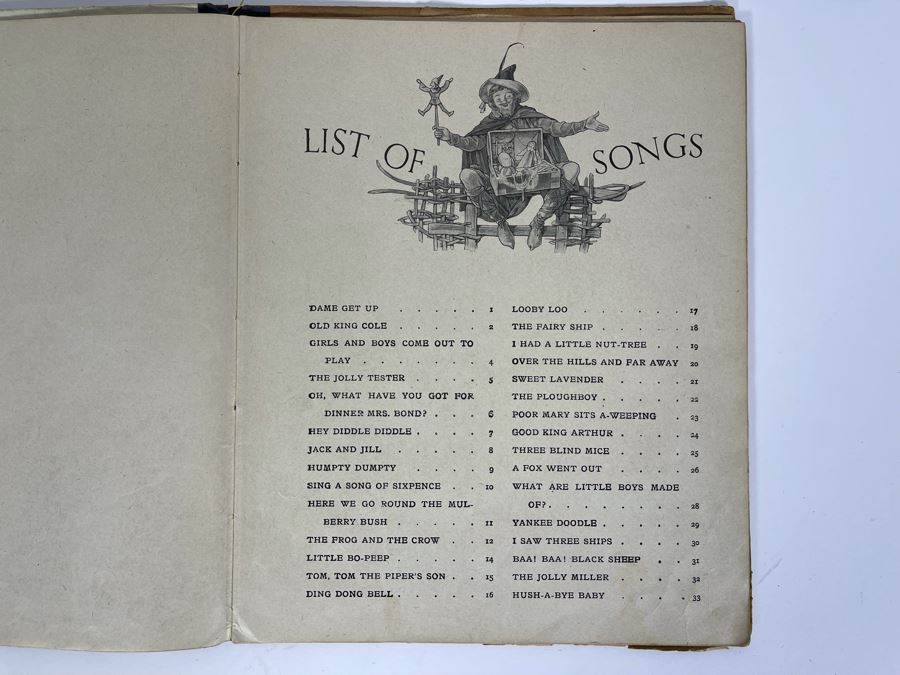 LIST OF SONGS
DAME GET UP . . . . . 1
OLD KING COLE . . . . . 2
GIRLS AND BOYS COME OUT TO
PLAY . . . . . . . 4
THE JOLLY TESTER . . . . 5
OH, WHAT HAVE YOU GOT FOR
DINNER MRS. BOND? . . . 6
HEY DIDDLE DIDDLE . . . . 7
JACK AND JILL . . . . . 8
HUMPTY DUMPTY . . . . 9
SING A SONG OF SIXPENCE . . 10
HERE WE GO ROUND THE MUL-
BERRY BUSH . . . . . 11
THE FROG AND THE CROW . . 12
LITTLE BO-PEEP . . . . . 14
TOM, TOM THE PIPER'S SON . . 15
DING DONG BELL . . . . . 16
LOOBY LOO . . . . . . 17
THE FAIRY SHIP . . . . . 18
I HAD A LITTLE NUT-TREE . . 19
OVER THE HILLS AND FAR AWAY 20
SWEET LAVENDER . . . . 21
THE PLOUGHBOY . . . . . 22
POOR MARY SITS A-WEEPING . 23
GOOD KING ARTHUR . . . . 24
THREE BLIND MICE . . . . 25
A FOX WENT OUT . . . . 26
WHAT ARE LITTLE BOYS MADE
OF? . . . . . . . 28
YANKEE DOODLE . . . . . 29
I SAW THREE SHIPS . . . . 30
BAA! BAA! BLACK SHEEP . . 31
THE JOLLY MILLER . . . . 32
HUSH-A-BYE BABY . . . . 33